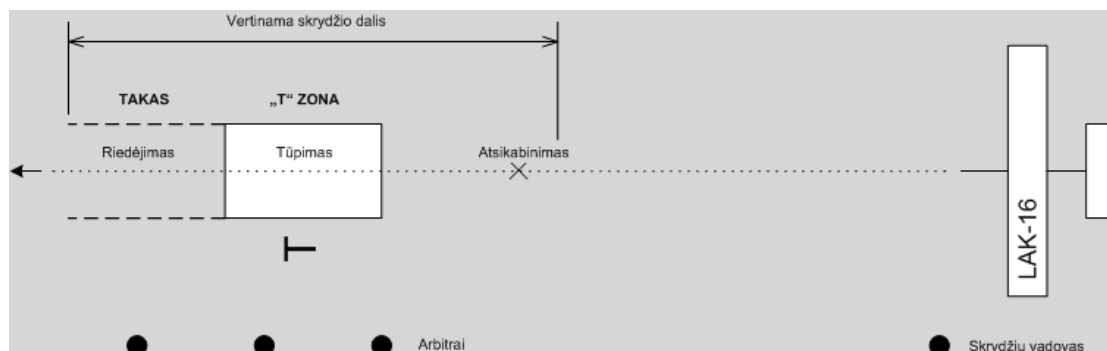 Vertinama skrydžio dalis
TAKAS
„T“ ZONA
Riedėjimas
Tūpimas
Atsikabinimas
T
LAK-16
Arbitrai
Skrydžių vadovas